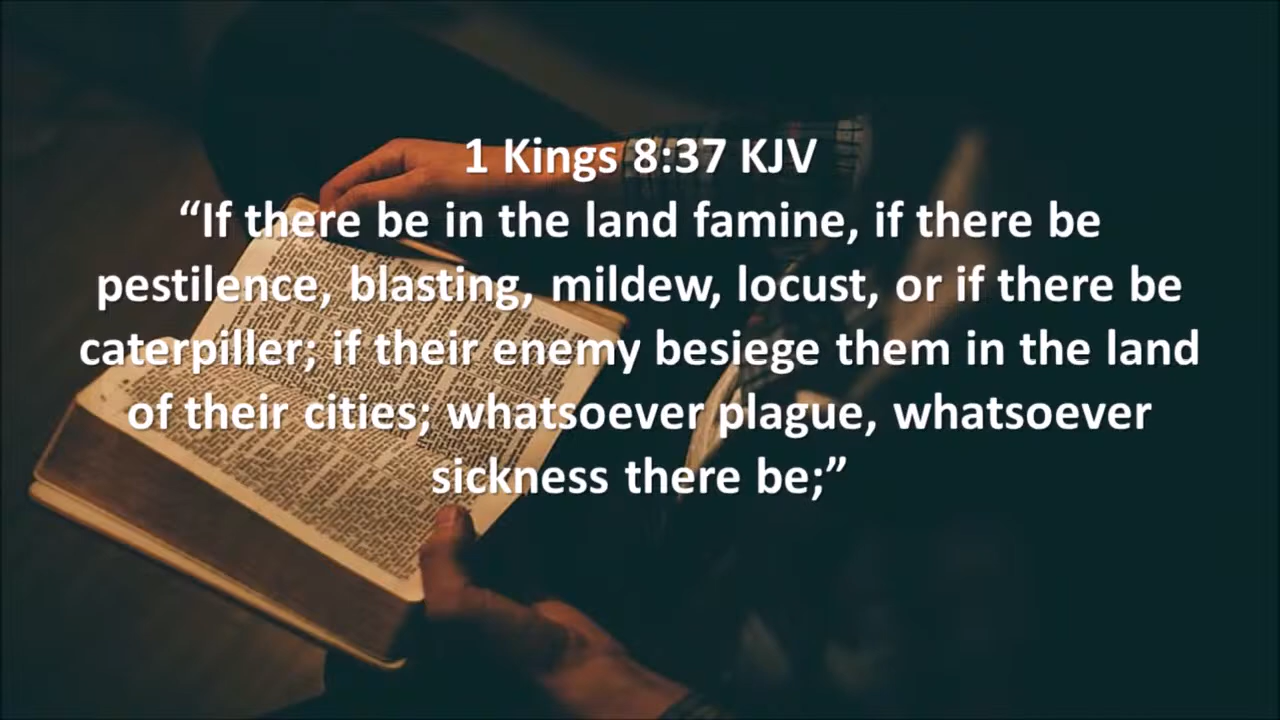 1 Kings 8:37 KJV
“If there be in the land famine, if there be
pestilence, blasting, mildew, locust, or if there be
caterpiller; if their enemy besiege them in the land
of their cities; whatsoever plague, whatsoever
sickness there be;”